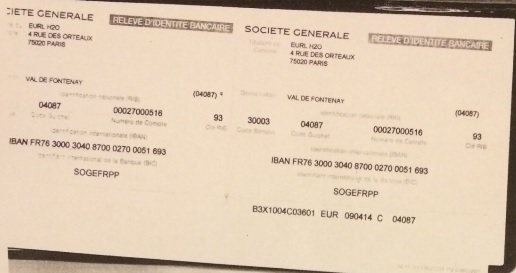 SOCIETE GENERALE
RELEVE D'IDENTITE BANCAIRE
EURL H2O
4 RUE DES ORTEAUX
75020 PARIS
VAL DE FONTENAY
Identification nationale (RIB)
(04087)
04087
00027000516
93
Code Guichet
Numéro de Compte
Clé RIB
Identification internationale (IBAN)
IBAN FR76 3000 3040 8700 0270 0051 693
Identifiant international de la Banque (BIC)
SOGEFRPP
SOCIETE GENERALE
RELEVE D'IDENTITE BANCAIRE
EURL H2O
4 RUE DES ORTEAUX
75020 PARIS
Domiciliation
VAL DE FONTENAY
Identification nationale (RIB)
(04087)
30003
04087
00027000516
93
Code Banque
Code Guichet
Numéro de Compte
Clé RIB
Identification internationale (IBAN)
IBAN FR76 3000 3040 8700 0270 0051 693
Identifiant international de la Banque (BIC)
SOGEFRPP
B3X1004C03601 EUR 090414 C 04087